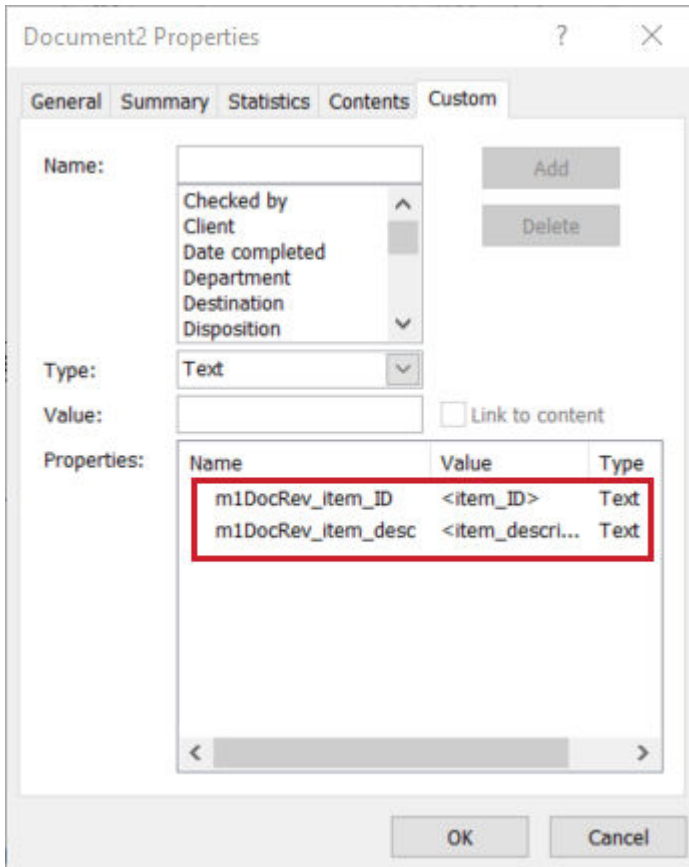 Document2 Properties ?
General Summary Statistics Contents Custom
Name: Add
Checked by
Client Delete
Date completed
Department
Destination
Disposition
Type: Text
Value: Link to content
Properties: Name Value Type
m1DocRev_item_ID <item_ID> Text
m1DocRev_item_desc <item_descri... Text
OK Cancel